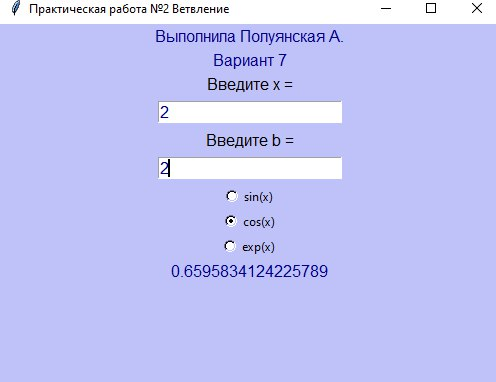 Практическая работа №2 Ветвление
Выполнила Полуянская А.
Вариант 7
Введите x =
2
Введите b =
2
sin(x)
cos(x)
exp(x)
0.6595834124225789